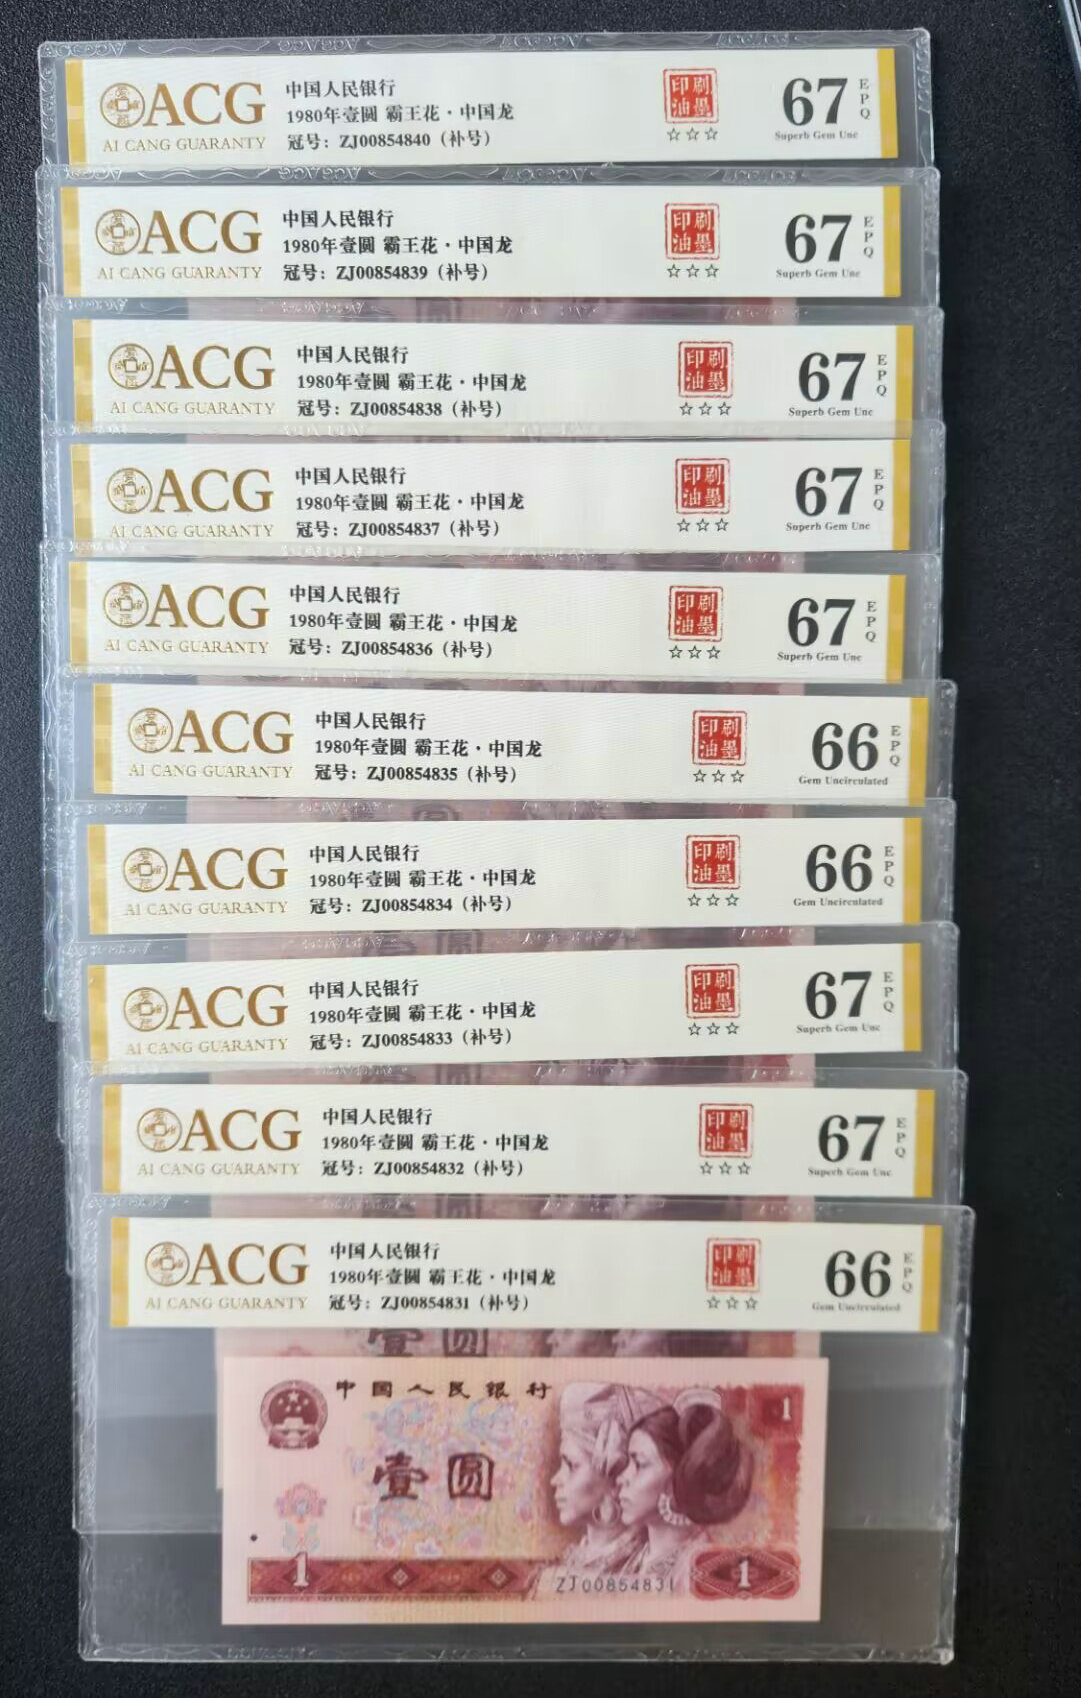 ACG
AI CANG GUARANTY
中国人民银行
1980年壹圆 霸王花·中国龙
冠号：ZJ00854840（补号）
印刷
油墨
☆☆☆
67
EPQ
Superb Gem Unc
ACG
AI CANG GUARANTY
中国人民银行
1980年壹圆 霸王花·中国龙
冠号：ZJ00854839（补号）
印刷
油墨
☆☆☆
67
EPQ
Superb Gem Unc
ACG
AI CANG GUARANTY
中国人民银行
1980年壹圆 霸王花·中国龙
冠号：ZJ00854838（补号）
印刷
油墨
☆☆☆
67
EPQ
Superb Gem Unc
ACG
AI CANG GUARANTY
中国人民银行
1980年壹圆 霸王花·中国龙
冠号：ZJ00854837（补号）
印刷
油墨
☆☆☆
67
EPQ
Superb Gem Unc
ACG
AI CANG GUARANTY
中国人民银行
1980年壹圆 霸王花·中国龙
冠号：ZJ00854836（补号）
印刷
油墨
☆☆☆
67
EPQ
Superb Gem Unc
ACG
AI CANG GUARANTY
中国人民银行
1980年壹圆 霸王花·中国龙
冠号：ZJ00854835（补号）
印刷
油墨
☆☆☆
66
EPQ
Gem Uncirculated
ACG
AI CANG GUARANTY
中国人民银行
1980年壹圆 霸王花·中国龙
冠号：ZJ00854834（补号）
印刷
油墨
☆☆☆
66
EPQ
Gem Uncirculated
ACG
AI CANG GUARANTY
中国人民银行
1980年壹圆 霸王花·中国龙
冠号：ZJ00854833（补号）
印刷
油墨
☆☆☆
67
EPQ
Superb Gem Unc
ACG
AI CANG GUARANTY
中国人民银行
1980年壹圆 霸王花·中国龙
冠号：ZJ00854832（补号）
印刷
油墨
☆☆☆
67
EPQ
Superb Gem Unc
ACG
AI CANG GUARANTY
中国人民银行
1980年壹圆 霸王花·中国龙
冠号：ZJ00854831（补号）
印刷
油墨
☆☆☆
66
EPQ
Gem Uncirculated
中国人民银行
1
壹圆
1
ZJ00854831
1